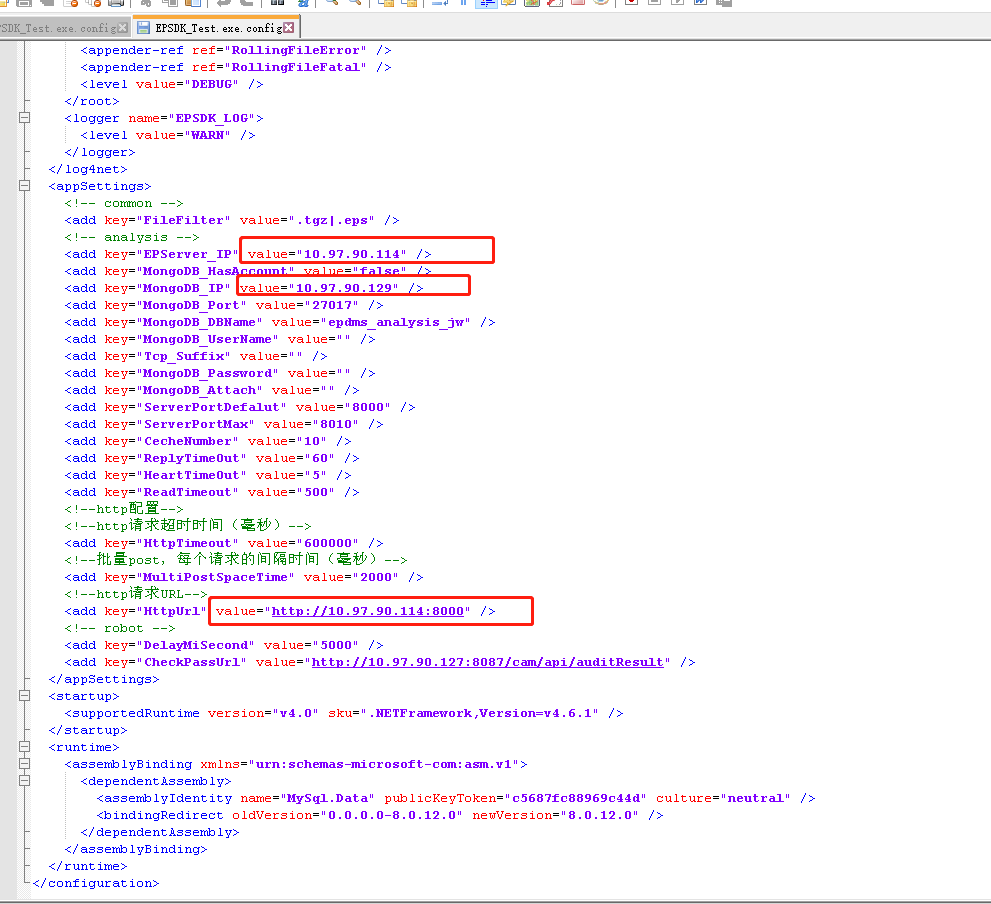 SDK_Test.exe.config EPSDK_Test.exe.config
<appender-ref ref="RollingFileError" />
<appender-ref ref="RollingFileFatal" />
<level value="DEBUG" />
</root>
<logger name="EPSDK_LOG">
<level value="WARN" />
</logger>
</log4net>
<appSettings>
<!-- common -->
<add key="FileFilter" value=".tgz|.eps" />
<!-- analysis -->
<add key="EPServer_IP" value="10.97.90.114" />
<add key="MongoDB_HasAccount" value="false" />
<add key="MongoDB_IP" value="10.97.90.129" />
<add key="MongoDB_Port" value="27017" />
<add key="MongoDB_DBName" value="epdms_analysis_jw" />
<add key="MongoDB_UserName" value="" />
<add key="Tcp_Suffix" value="" />
<add key="MongoDB_Password" value="" />
<add key="MongoDB_Attach" value="" />
<add key="ServerPortDefalut" value="8000" />
<add key="ServerPortMax" value="8010" />
<add key="CecheNumber" value="10" />
<add key="ReplyTimeOut" value="60" />
<add key="HeartTimeOut" value="5" />
<add key="ReadTimeout" value="500" />
<!--http配置-->
<!--http请求超时时间（毫秒）-->
<add key="HttpTimeout" value="600000" />
<!--批量post，每个请求的间隔时间（毫秒）-->
<add key="MultiPostSpaceTime" value="2000" />
<!--http请求URL-->
<add key="HttpUrl" value="http://10.97.90.114:8000" />
<!-- robot -->
<add key="DelayMiSecond" value="5000" />
<add key="CheckPassUrl" value="http://10.97.90.127:8087/cam/api/auditResult" />
</appSettings>
<startup>
<supportedRuntime version="v4.0" sku=".NETFramework,Version=v4.6.1" />
</startup>
<runtime>
<assemblyBinding xmlns="urn:schemas-microsoft-com:asm.v1">
<dependentAssembly>
<assemblyIdentity name="MySql.Data" publicKeyToken="c5687fc88969c44d" culture="neutral" />
<bindingRedirect oldVersion="0.0.0.0-8.0.12.0" newVersion="8.0.12.0" />
</dependentAssembly>
</assemblyBinding>
</runtime>
</configuration>